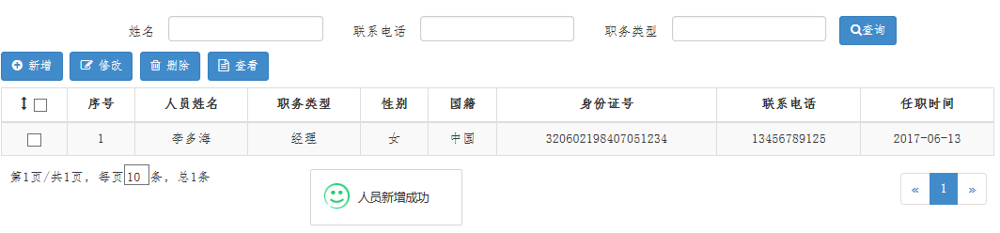 姓名 联系电话 职务类型 查询
新增 修改 删除 查看
序号 人员姓名 职务类型 性别 国籍 身份证号 联系电话 任职时间
1 李多海 经理 女 中国 320602198407051234 13456789125 2017-06-13
第1页/共1页，每页10条，总1条 « 1 »
人员新增成功